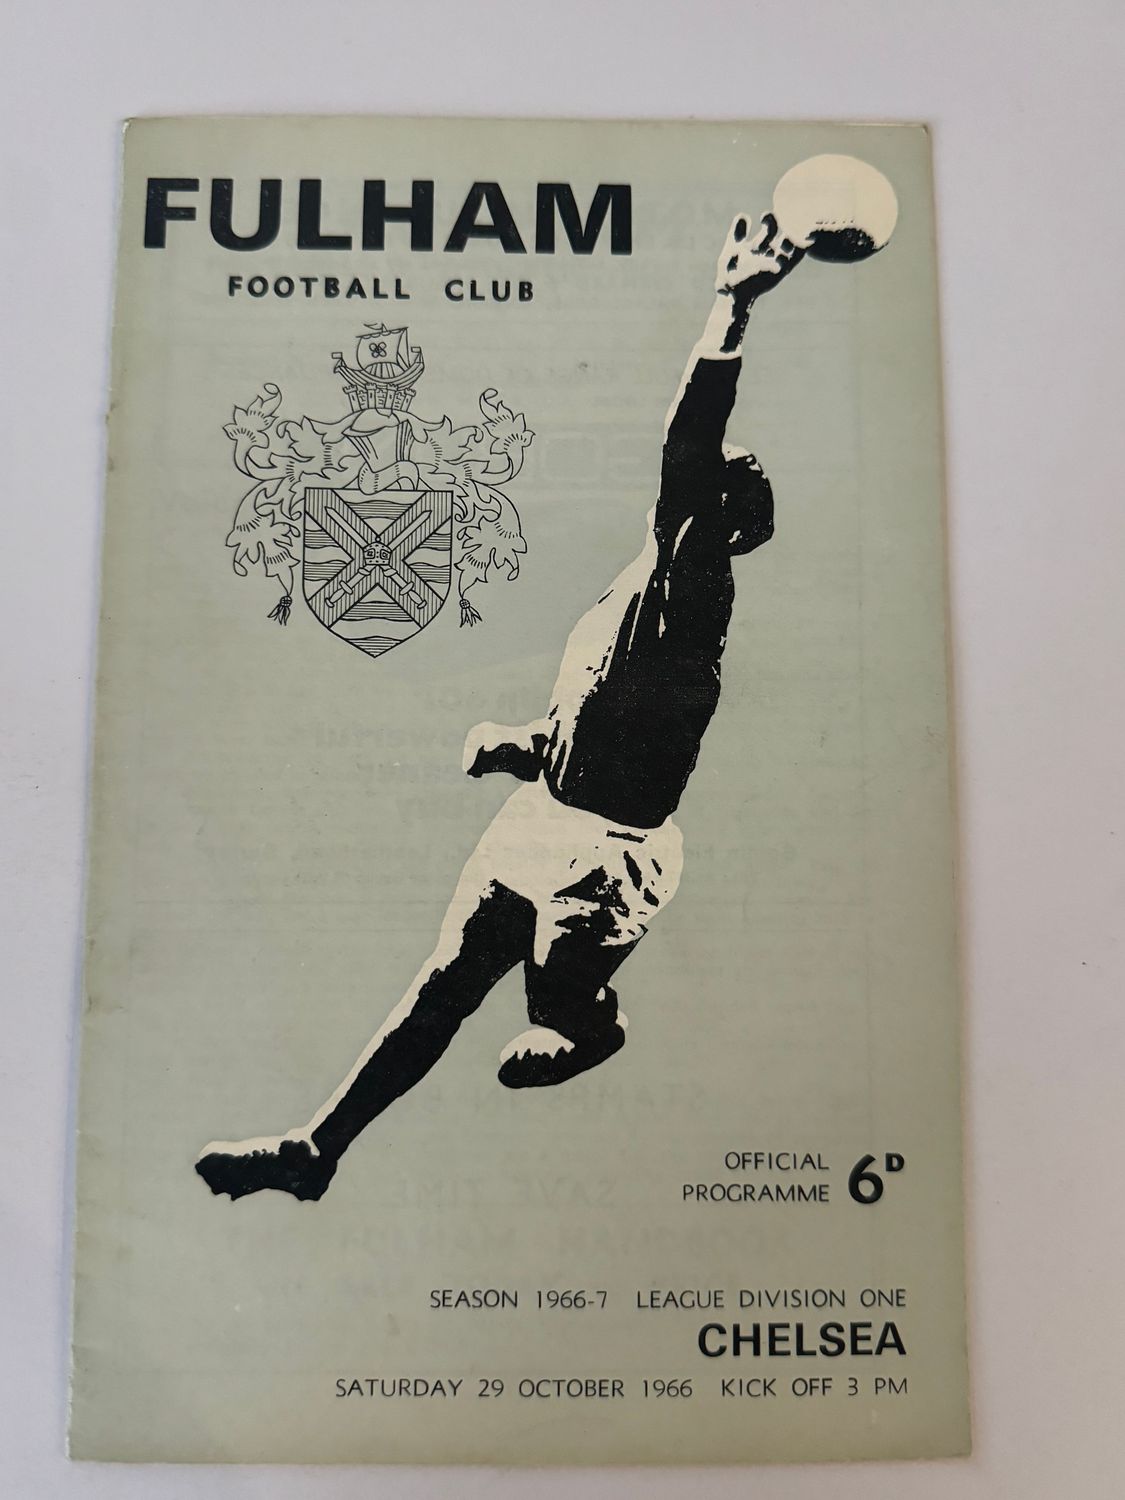 FULHAM
FOOTBALL CLUB
OFFICIAL
PROGRAMME 6D
SEASON 1966-7 LEAGUE DIVISION ONE
CHELSEA
SATURDAY 29 OCTOBER 1966 KICK OFF 3 PM